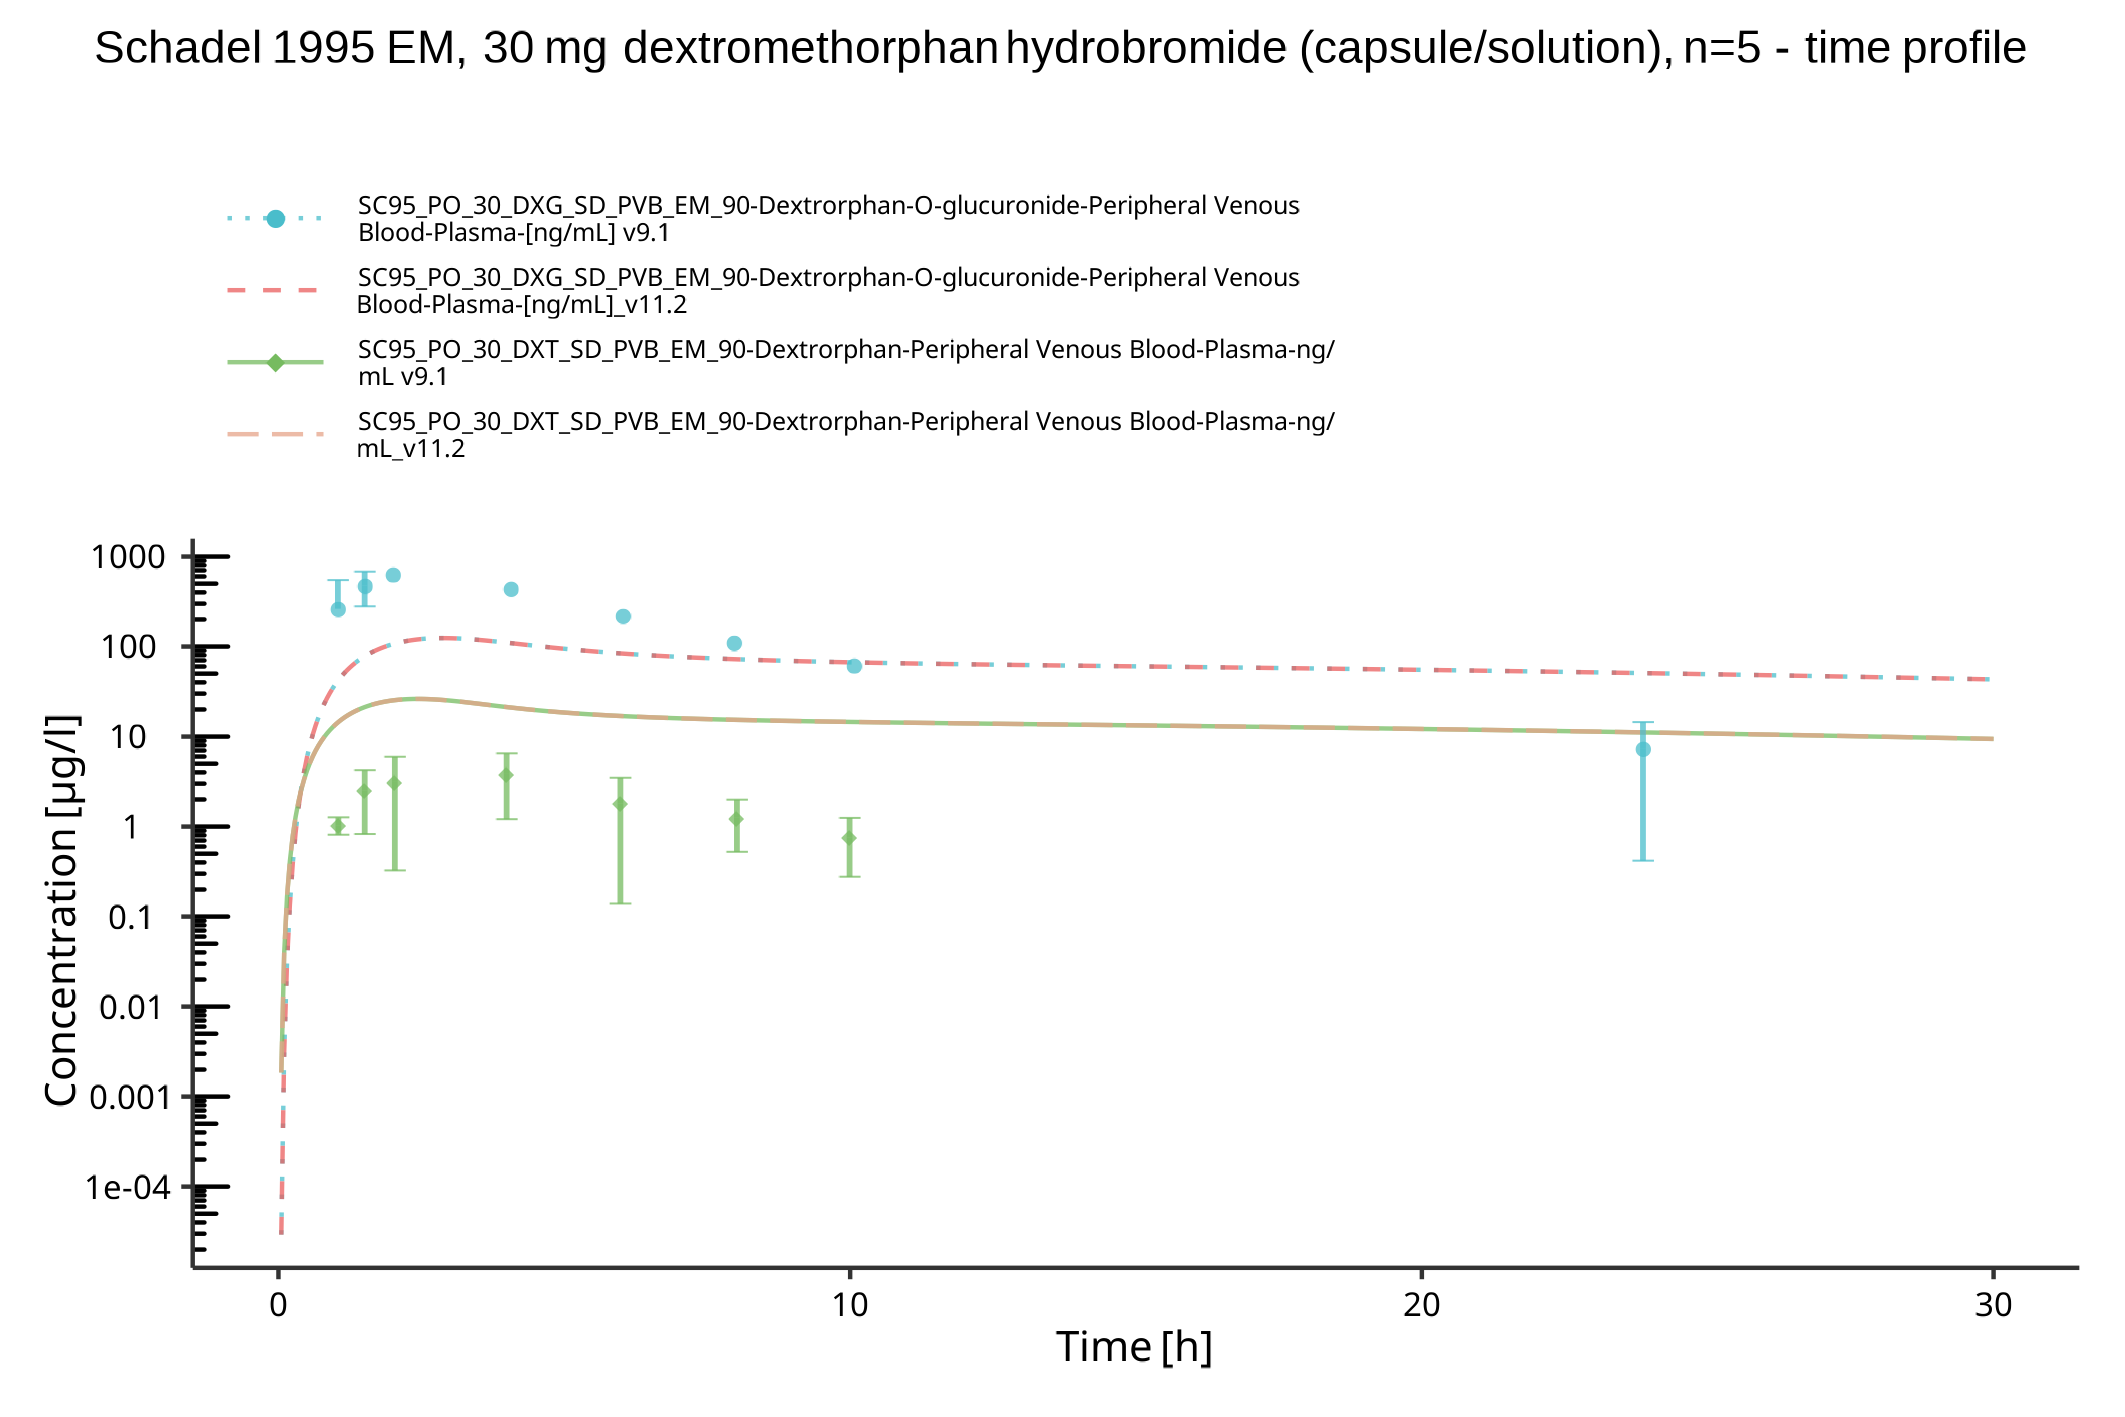 Schadel 1995 EM, 30 mg dextromethorphan hydrobromide (capsule/solution), n=5 - time profile
SC95_PO_30_DXG_SD_PVB_EM_90-Dextrorphan-O-glucuronide-Peripheral Venous
Blood-Plasma-[ng/mL] v9.1
SC95_PO_30_DXG_SD_PVB_EM_90-Dextrorphan-O-glucuronide-Peripheral Venous
Blood-Plasma-[ng/mL]_v11.2
SC95_PO_30_DXT_SD_PVB_EM_90-Dextrorphan-Peripheral Venous Blood-Plasma-ng/
mL v9.1
SC95_PO_30_DXT_SD_PVB_EM_90-Dextrorphan-Peripheral Venous Blood-Plasma-ng/
mL_v11.2
Concentration [µg/l]
1000
100
10
1
0.1
0.01
0.001
1e-04
0 10 20 30
Time [h]